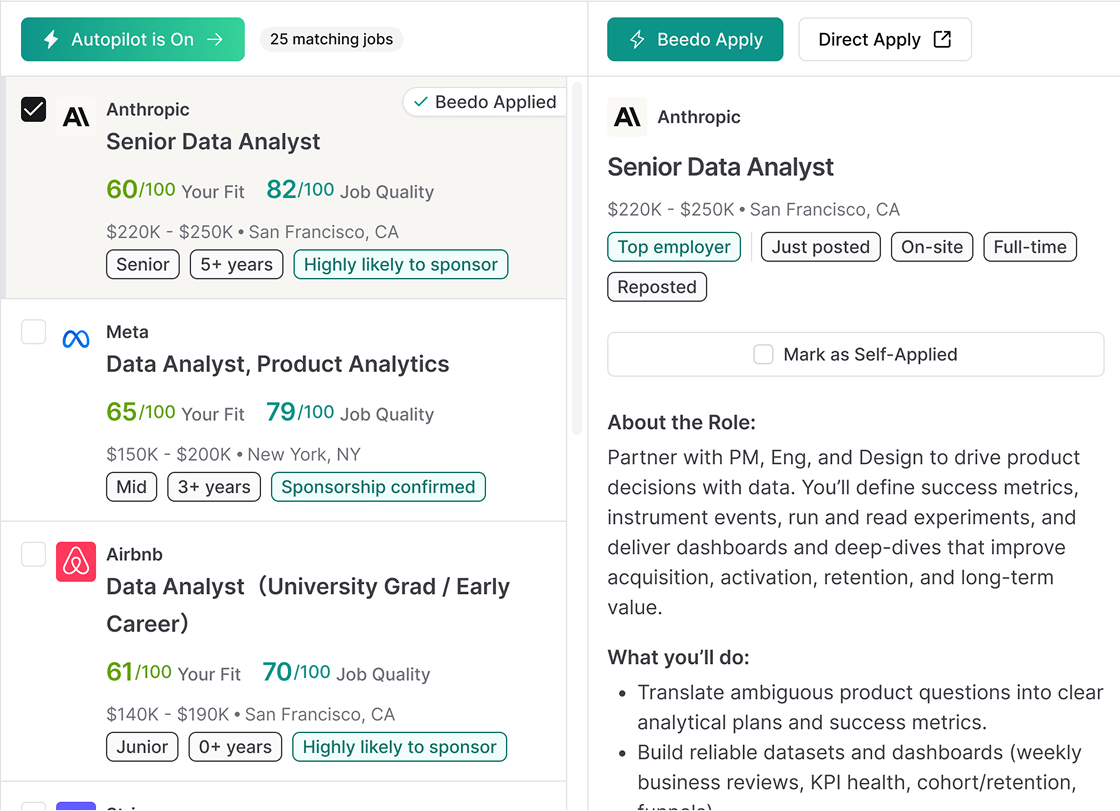 Autopilot is On →
25 matching jobs
Beedo Apply
Direct Apply
Anthropic
Beedo Applied
Senior Data Analyst
60/100 Your Fit 82/100 Job Quality
$220K - $250K • San Francisco, CA
Senior 5+ years Highly likely to sponsor
Meta
Data Analyst, Product Analytics
65/100 Your Fit 79/100 Job Quality
$150K - $200K • New York, NY
Mid 3+ years Sponsorship confirmed
Airbnb
Data Analyst（University Grad / Early
Career）
61/100 Your Fit 70/100 Job Quality
$140K - $190K • San Francisco, CA
Junior 0+ years Highly likely to sponsor
Anthropic
Senior Data Analyst
$220K - $250K • San Francisco, CA
Top employer Just posted On-site Full-time
Reposted
Mark as Self-Applied
About the Role:
Partner with PM, Eng, and Design to drive product
decisions with data. You’ll define success metrics,
instrument events, run and read experiments, and
deliver dashboards and deep-dives that improve
acquisition, activation, retention, and long-term
value.
What you’ll do:
• Translate ambiguous product questions into clear
analytical plans and success metrics.
• Build reliable datasets and dashboards (weekly
business reviews, KPI health, cohort/retention,
funnels)